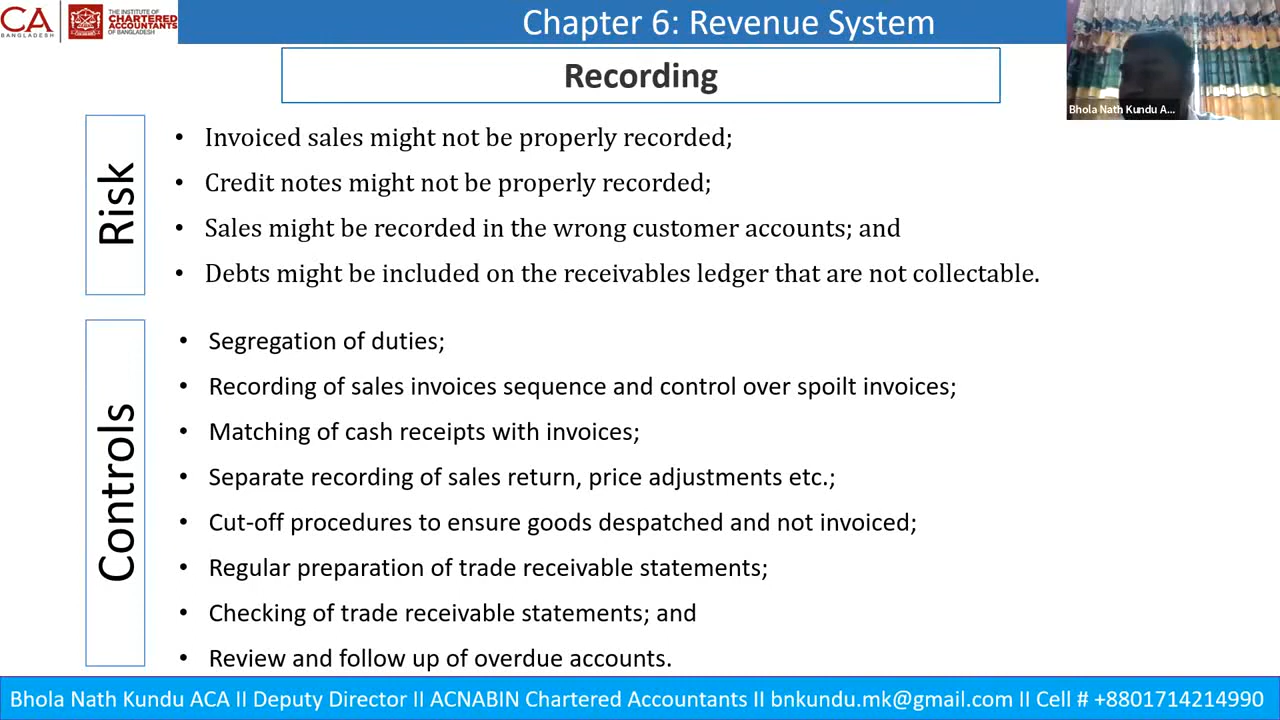 CA
BANGLADESH
THE INSTITUTE OF
CHARTERED
ACCOUNTANTS
OF BANGLADESH
Chapter 6: Revenue System
Recording
Bhola Nath Kundu A...
Risk
• Invoiced sales might not be properly recorded;
• Credit notes might not be properly recorded;
• Sales might be recorded in the wrong customer accounts; and
• Debts might be included on the receivables ledger that are not collectable.
Controls
• Segregation of duties;
• Recording of sales invoices sequence and control over spoilt invoices;
• Matching of cash receipts with invoices;
• Separate recording of sales return, price adjustments etc.;
• Cut-off procedures to ensure goods despatched and not invoiced;
• Regular preparation of trade receivable statements;
• Checking of trade receivable statements; and
• Review and follow up of overdue accounts.
Bhola Nath Kundu ACA II Deputy Director II ACNABIN Chartered Accountants II bnkundu.mk@gmail.com II Cell # +8801714214990